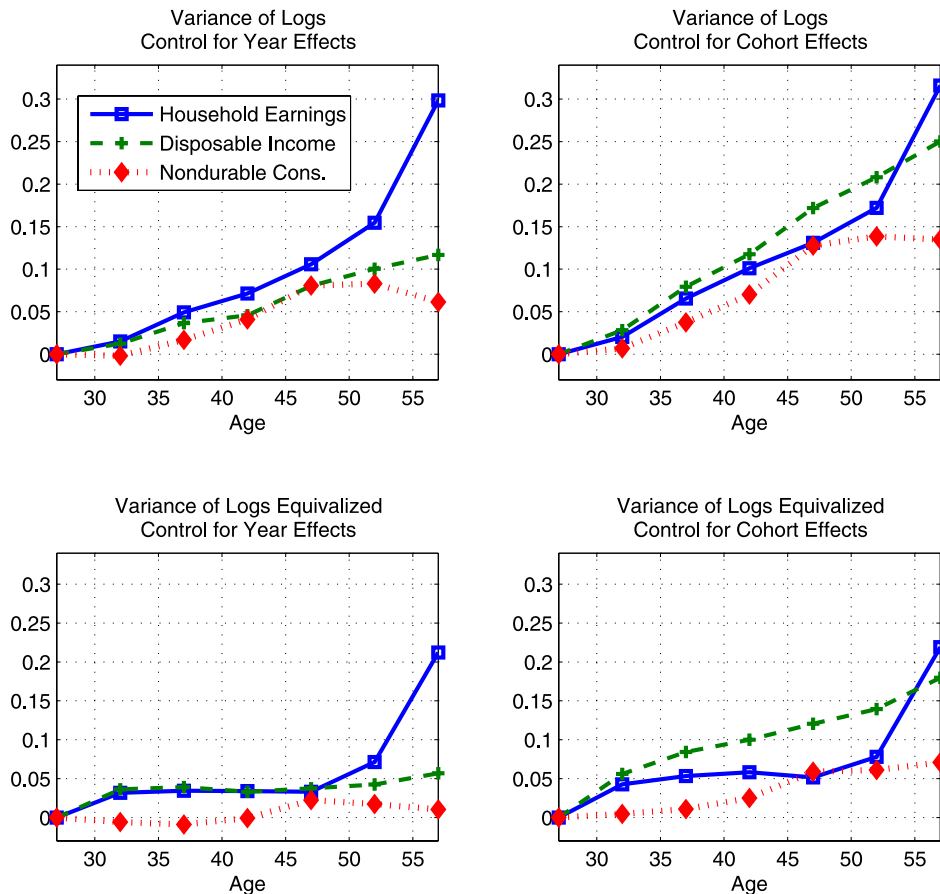 Variance of Logs
Control for Year Effects
0.3
0.25
0.2
0.15
0.1
0.05
0
Household Earnings
Disposable Income
Nondurable Cons.
30 35 40 45 50 55
Age
Variance of Logs
Control for Cohort Effects
0.3
0.25
0.2
0.15
0.1
0.05
0
30 35 40 45 50 55
Age
Variance of Logs Equivalized
Control for Year Effects
0.3
0.25
0.2
0.15
0.1
0.05
0
30 35 40 45 50 55
Age
Variance of Logs Equivalized
Control for Cohort Effects
0.3
0.25
0.2
0.15
0.1
0.05
0
30 35 40 45 50 55
Age